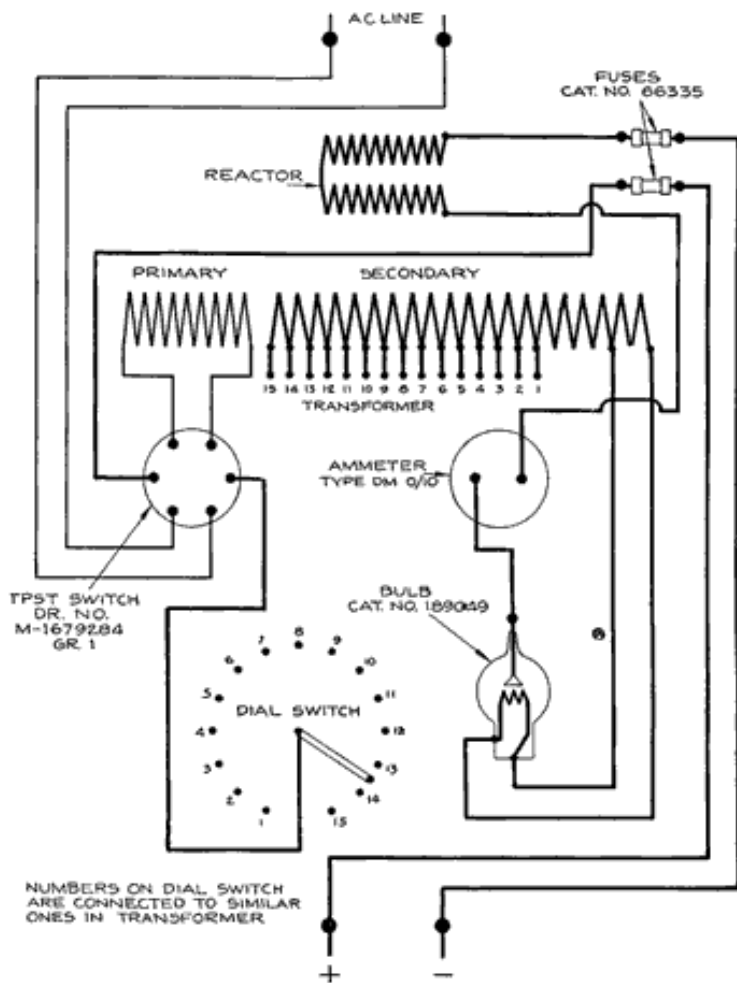 AC LINE
FUSES
CAT. NO. 66335
REACTOR
PRIMARY
SECONDARY
15 14 13 12 11 10 9 8 7 6 5 4 3 2 1
TRANSFORMER
AMMETER
TYPE DM 0/10
TPST SWITCH
DR. NO.
M-1679284
GR. 1
BULB
CAT. NO. 189049
DIAL SWITCH
1
2
3
4
5
6
7
8
9
10
11
12
13
14
15
NUMBERS ON DIAL SWITCH
ARE CONNECTED TO SIMILAR
ONES IN TRANSFORMER
+ −